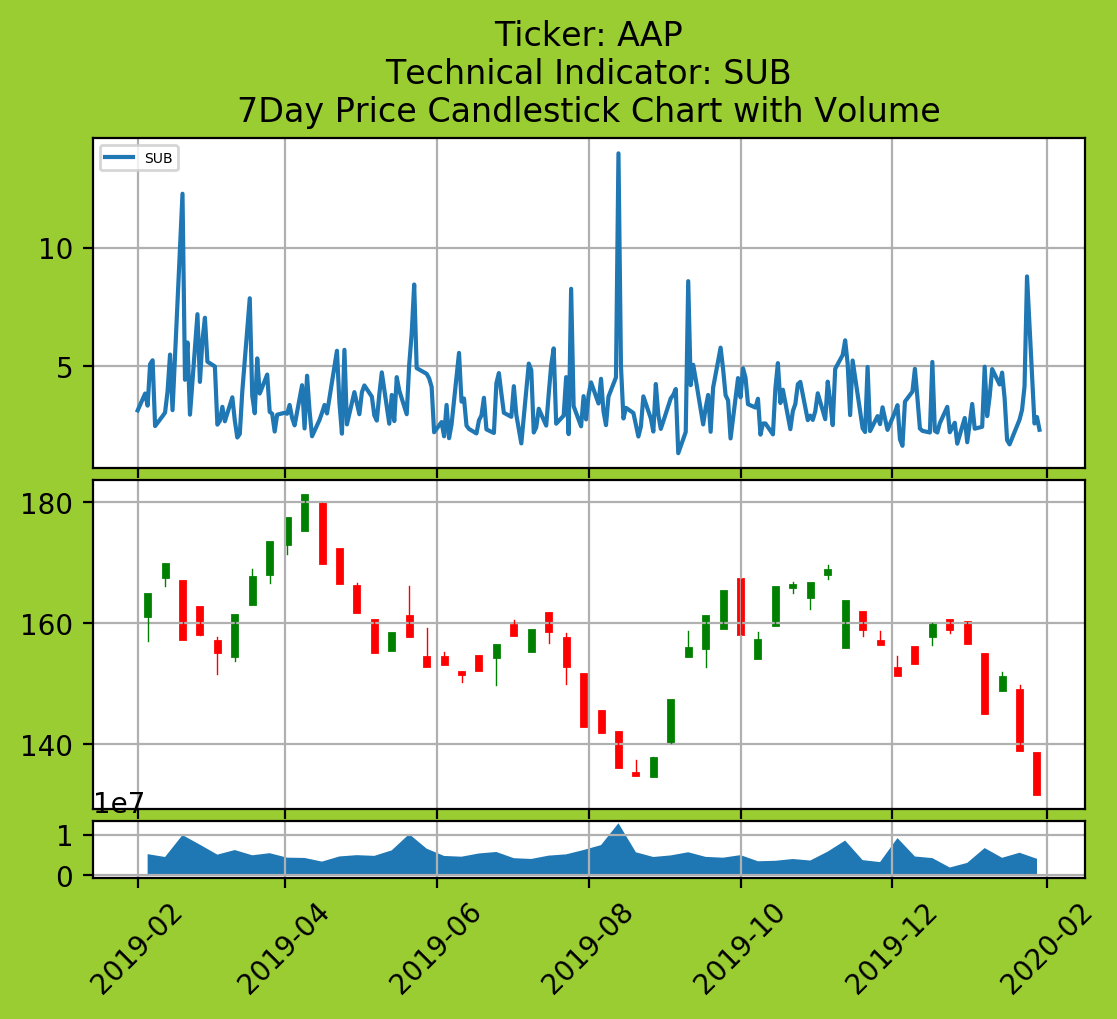 Ticker: AAP
Technical Indicator: SUB
7Day Price Candlestick Chart with Volume
SUB
10
5
180
160
140
1e7
1
0
2019-02
2019-04
2019-06
2019-08
2019-10
2019-12
2020-02